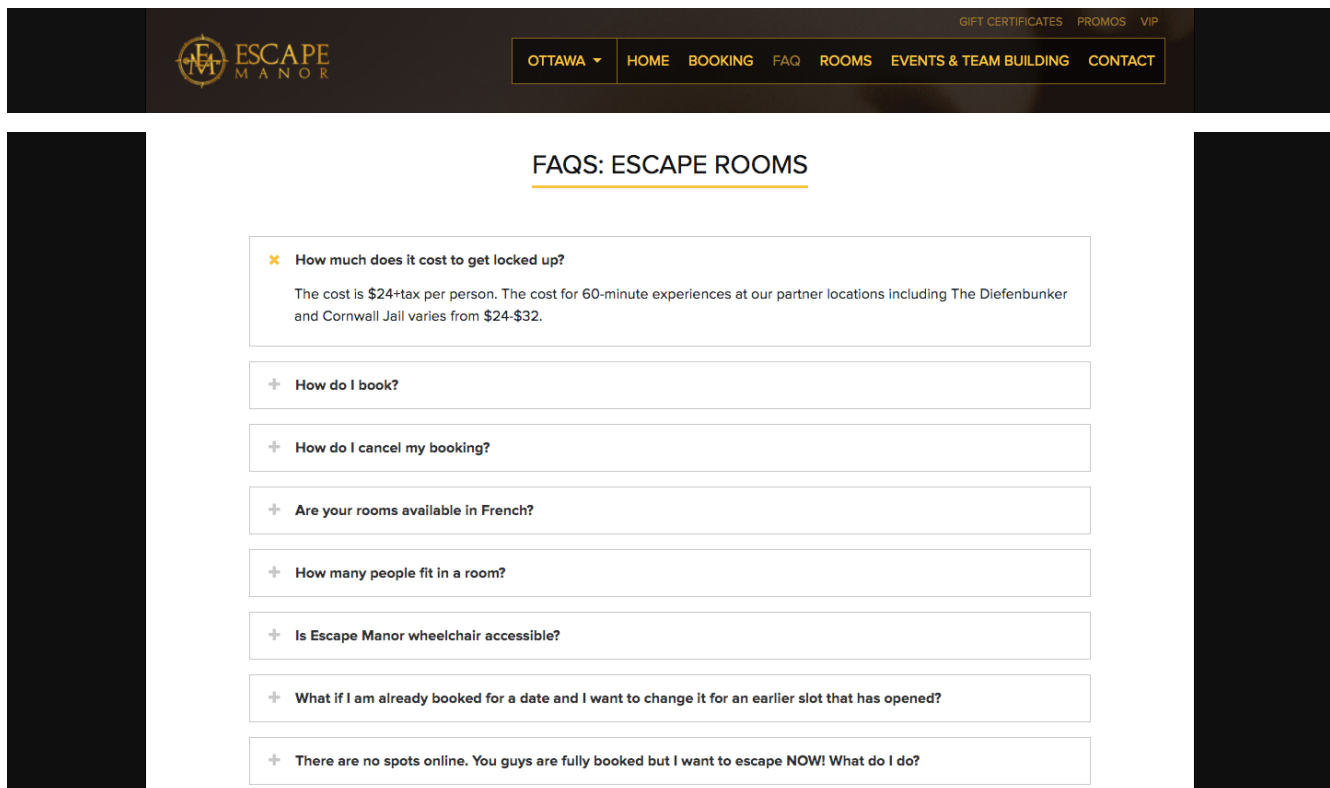 GIFT CERTIFICATES PROMOS VIP
ESCAPE
MANOR
OTTAWA HOME BOOKING FAQ ROOMS EVENTS & TEAM BUILDING CONTACT
FAQS: ESCAPE ROOMS
How much does it cost to get locked up?
The cost is $24+tax per person. The cost for 60-minute experiences at our partner locations including The Diefenbunker
and Cornwall Jail varies from $24-$32.
How do I book?
How do I cancel my booking?
Are your rooms available in French?
How many people fit in a room?
Is Escape Manor wheelchair accessible?
What if I am already booked for a date and I want to change it for an earlier slot that has opened?
There are no spots online. You guys are fully booked but I want to escape NOW! What do I do?